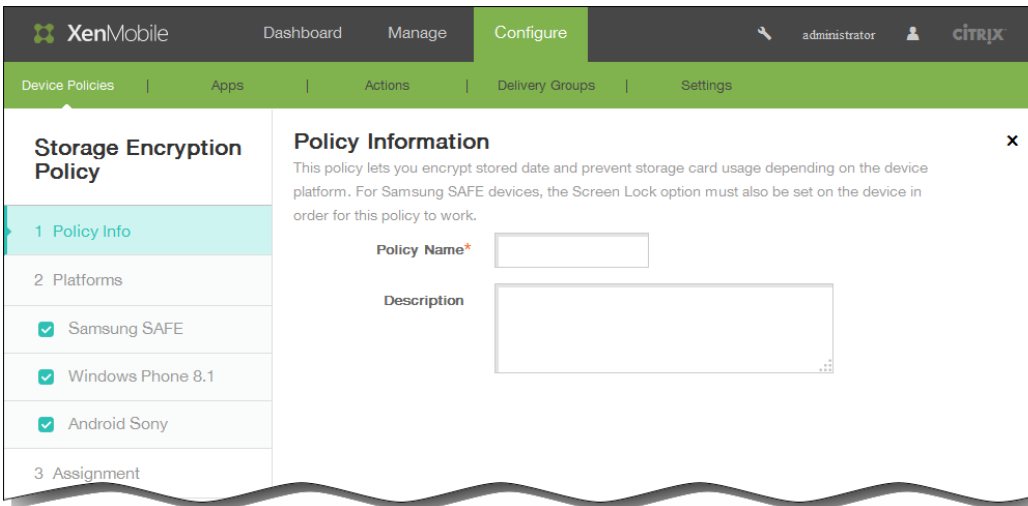 XenMobile Dashboard Manage Configure administrator CİTRIX
Device Policies | Apps | Actions | Delivery Groups | Settings
Storage Encryption
Policy
1 Policy Info
2 Platforms
Samsung SAFE
Windows Phone 8.1
Android Sony
3 Assignment
Policy Information x
This policy lets you encrypt stored date and prevent storage card usage depending on the device
platform. For Samsung SAFE devices, the Screen Lock option must also be set on the device in
order for this policy to work.
Policy Name*
Description